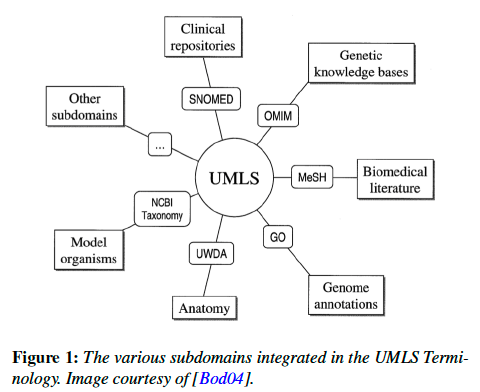 Clinical
repositories
Genetic
knowledge bases
Other
subdomains
SNOMED
OMIM
...
UMLS
MeSH
Biomedical
literature
NCBI
Taxonomy
GO
Model
organisms
UWDA
Genome
annotations
Anatomy
Figure 1: The various subdomains integrated in the UMLS Termi-
nology. Image courtesy of [Bod04].